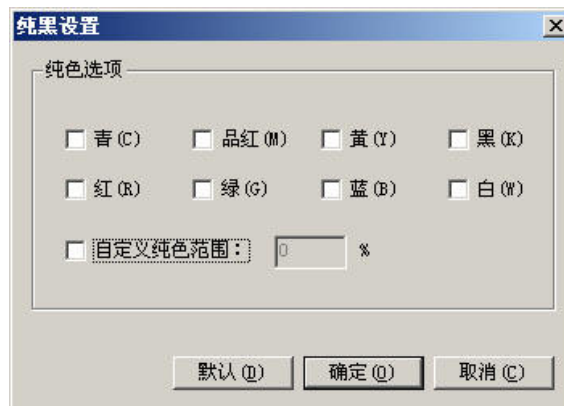 纯黑设置
纯色选项
青(C) 品红(M) 黄(Y) 黑(K)
红(R) 绿(G) 蓝(B) 白(W)
自定义纯色范围： 0 %
默认(D) 确定(O) 取消(C)